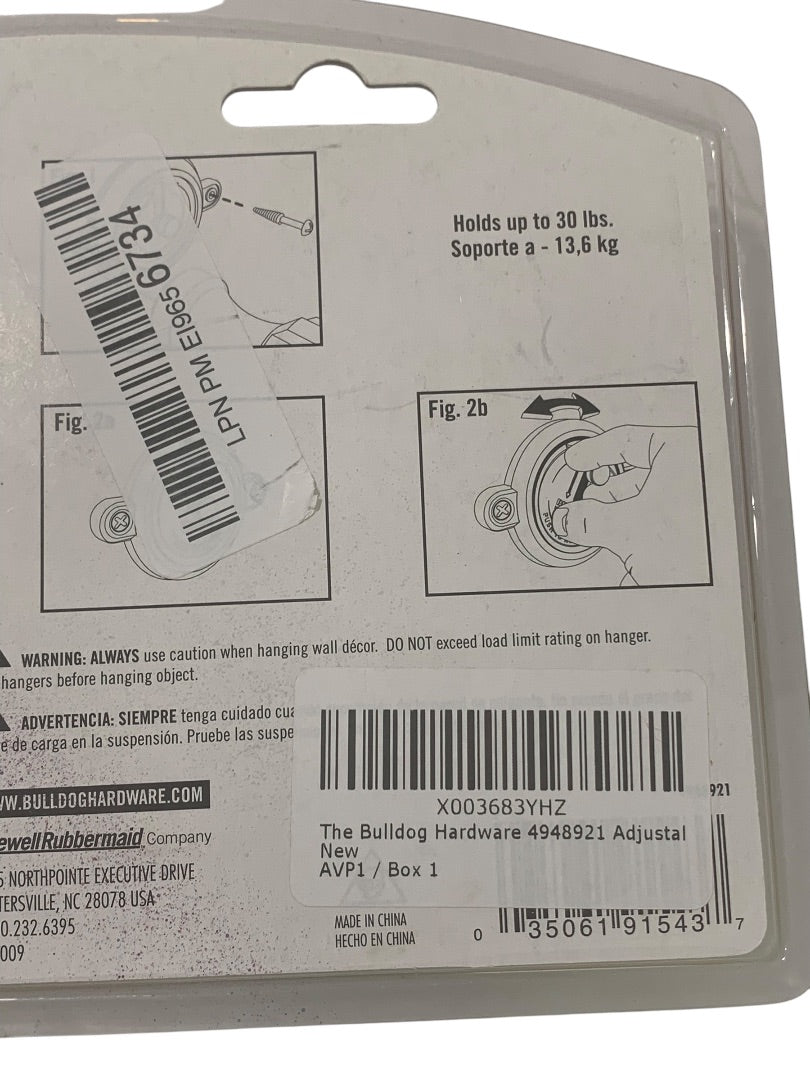 LPN PM EI965 6734
Holds up to 30 lbs.
Soporte a - 13,6 kg
Fig. 2a
Fig. 2b
WARNING: ALWAYS use caution when hanging wall décor. DO NOT exceed load limit rating on hanger.
hangers before hanging object.
ADVERTENCIA: SIEMPRE tenga cuidado cua
e de carga en la suspensión. Pruebe las suspe
WW.BULLDOGHARDWARE.COM
ewellRubbermaid Company
5 NORTHPOINTE EXECUTIVE DRIVE
TERSVILLE, NC 28078 USA
0.232.6395
009
X003683YHZ
The Bulldog Hardware 4948921 Adjustal
New
AVP1 / Box 1
921
MADE IN CHINA
HECHO EN CHINA
0 35061 91543 7